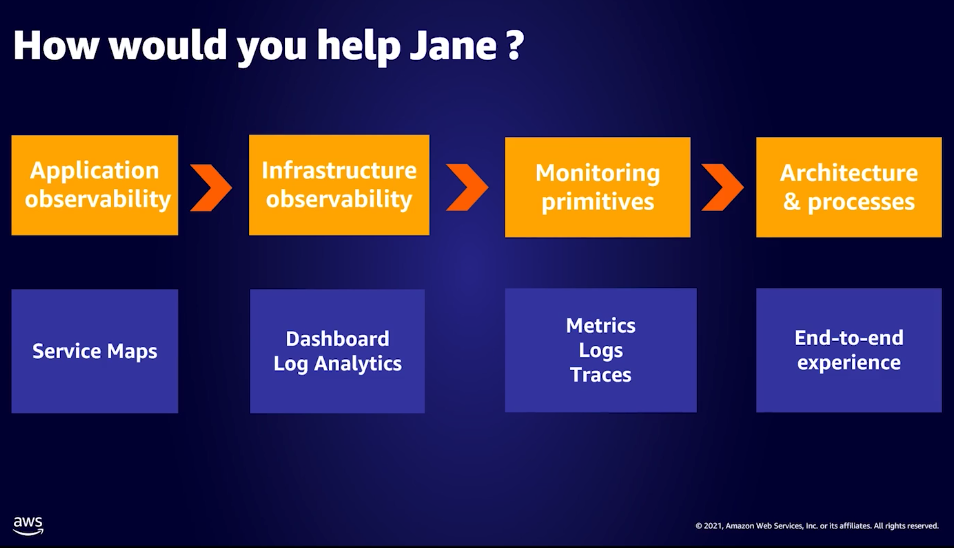 How would you help Jane ?
Application
observability
Infrastructure
observability
Monitoring
primitives
Architecture
& processes
Service Maps
Dashboard
Log Analytics
Metrics
Logs
Traces
End-to-end
experience
aws
© 2021, Amazon Web Services, Inc. or its affiliates. All rights reserved.